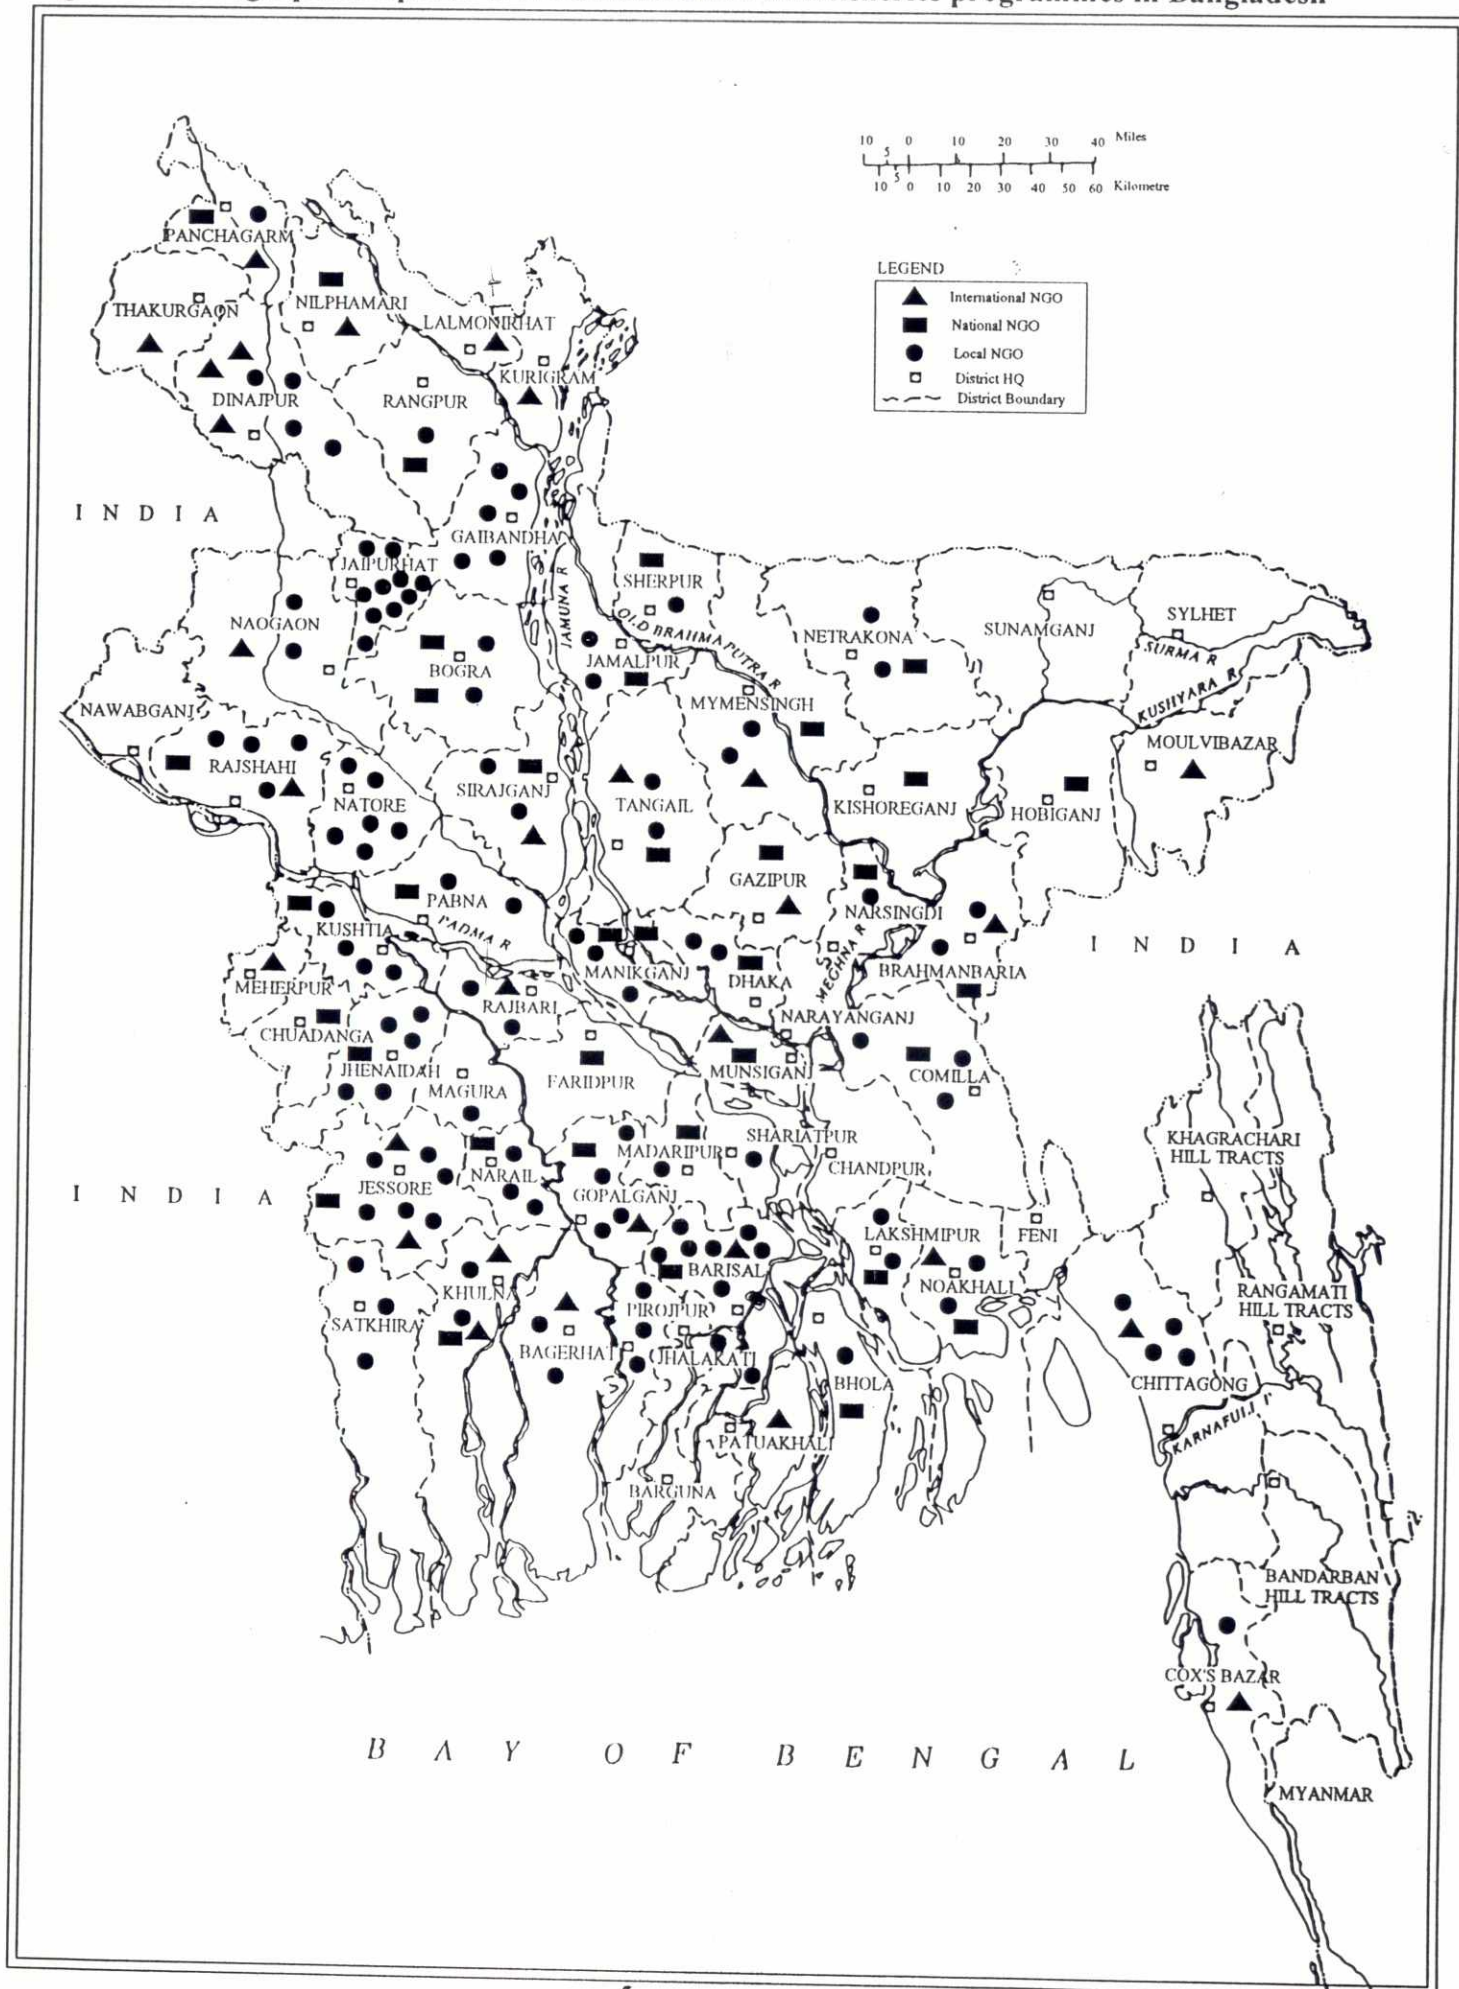 programmes in Bangladesh
10 5 0 10 20 30 40 Miles
10 5 0 10 20 30 40 50 60 Kilometre
LEGEND
International NGO
National NGO
Local NGO
District HQ
District Boundary
PANCHAGARM
THAKURGAON
NILPHAMARI
LALMONIRHAT
KURIGRAM
DINAJPUR
RANGPUR
INDIA
GAIBANDHA
JAIPURHAT
SHERPUR
JAMUNA R
OLD BRAHMAPUTRA R
NAOGAON
BOGRA
JAMALPUR
NETRAKONA
SUNAMGANJ
SYLHET
SURMA R
KUSHYARA R
MYMENSINGH
NAWABGANJ
MOULVIBAZAR
RAJSHAHI
NATORE
SIRAJGANJ
TANGAIL
KISHOREGANJ
HOBIGANJ
GAZIPUR
PABNA
NARSINGDI
PADMA R
KUSHTIA
INDIA
MANIKGANJ
DHAKA
MEGHNA R
BRAHMANBARIA
MEHERPUR
RAJBARI
NARAYANGANJ
CHUADANGA
JHENAIDAH
MAGURA
FARIDPUR
MUNSIGANJ
COMILLA
SHARIATPUR
MADARIPUR
CHANDPUR
KHAGRACHARI
HILL TRACTS
INDIA
JESSORE
NARAIL
GOPALGANJ
LAKSHMIPUR
FENI
BARISAL
NOAKHALI
KHULNA
RANGAMATI
HILL TRACTS
SATKHIRA
PIROJPUR
BAGERHAT
JHALAKATI
BHOLA
CHITTAGONG
KARNAFULI
PATUAKHALI
BARGUNA
BANDARBAN
HILL TRACTS
COX'S BAZAR
BAY OF BENGAL
MYANMAR